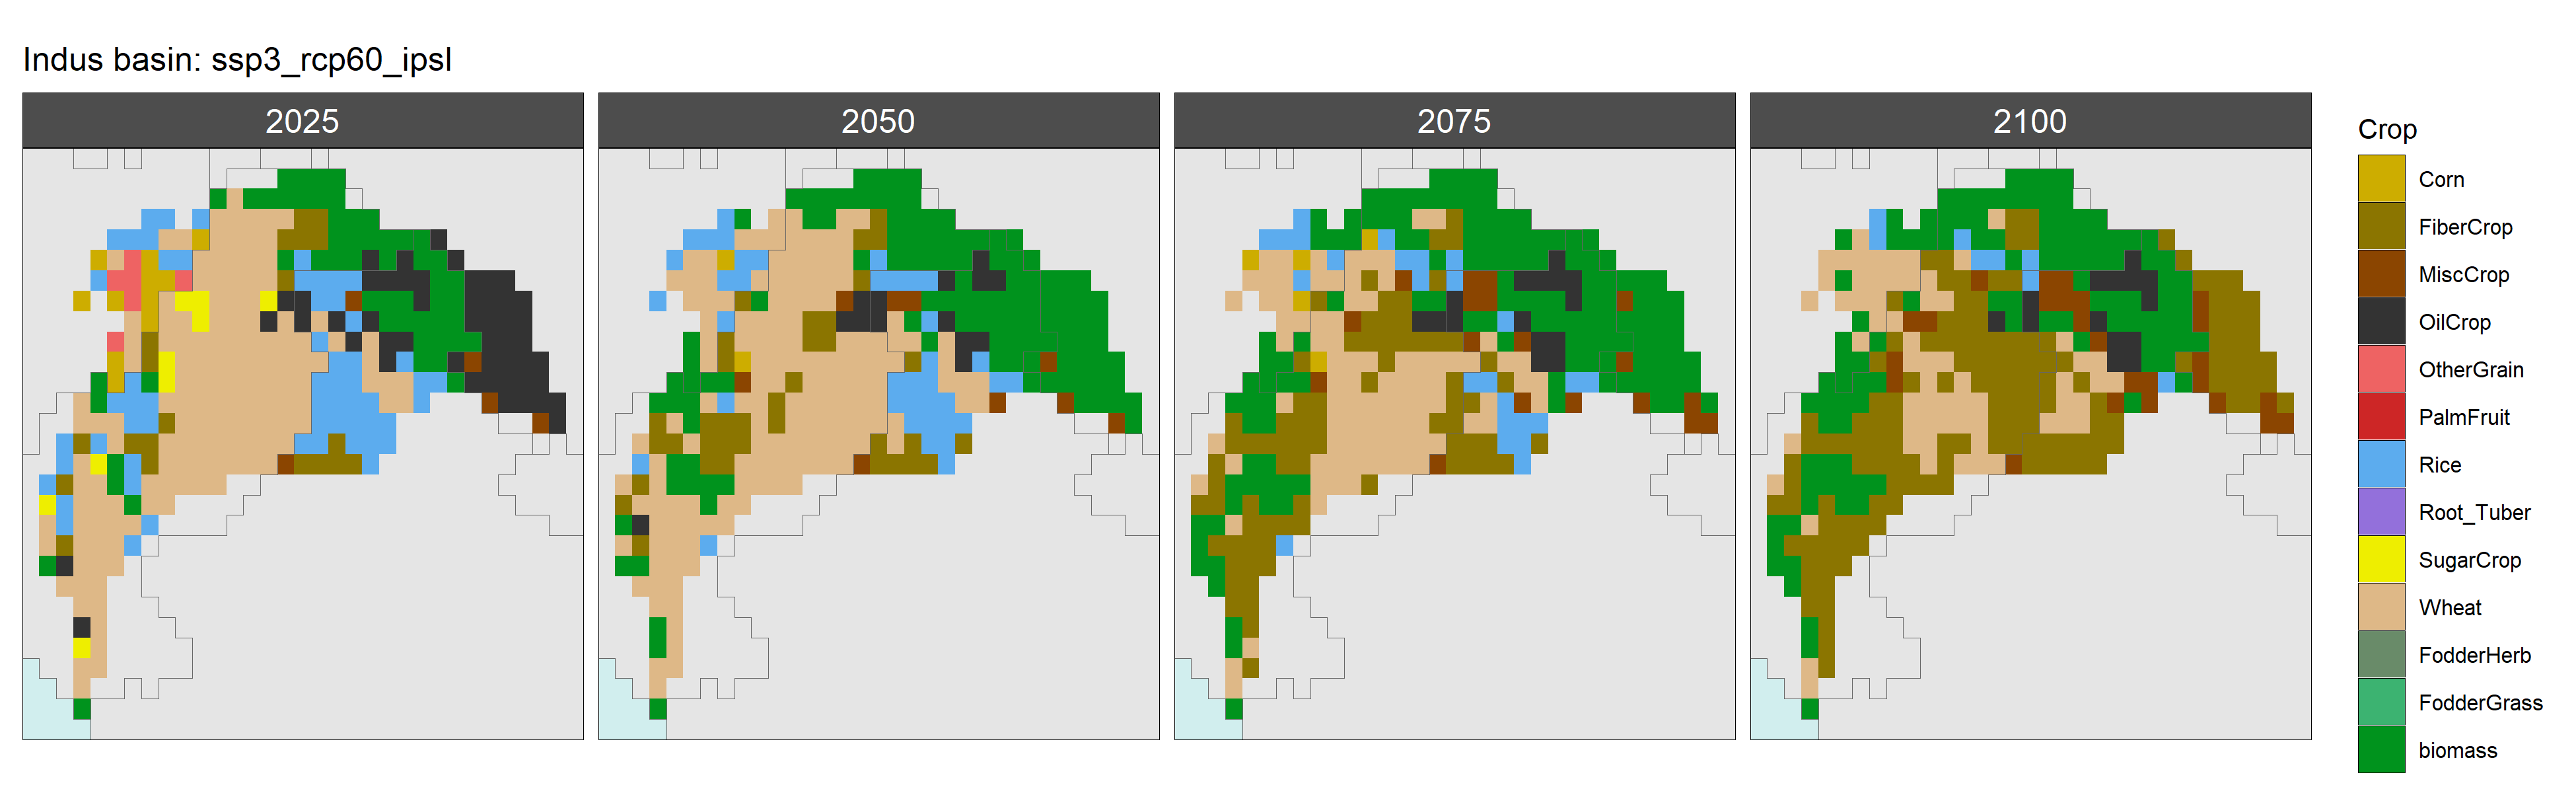 Indus basin: ssp3_rcp60_ipsl
2025
2050
2075
2100
Crop
Corn
FiberCrop
MiscCrop
OilCrop
OtherGrain
PalmFruit
Rice
Root_Tuber
SugarCrop
Wheat
FodderHerb
FodderGrass
biomass